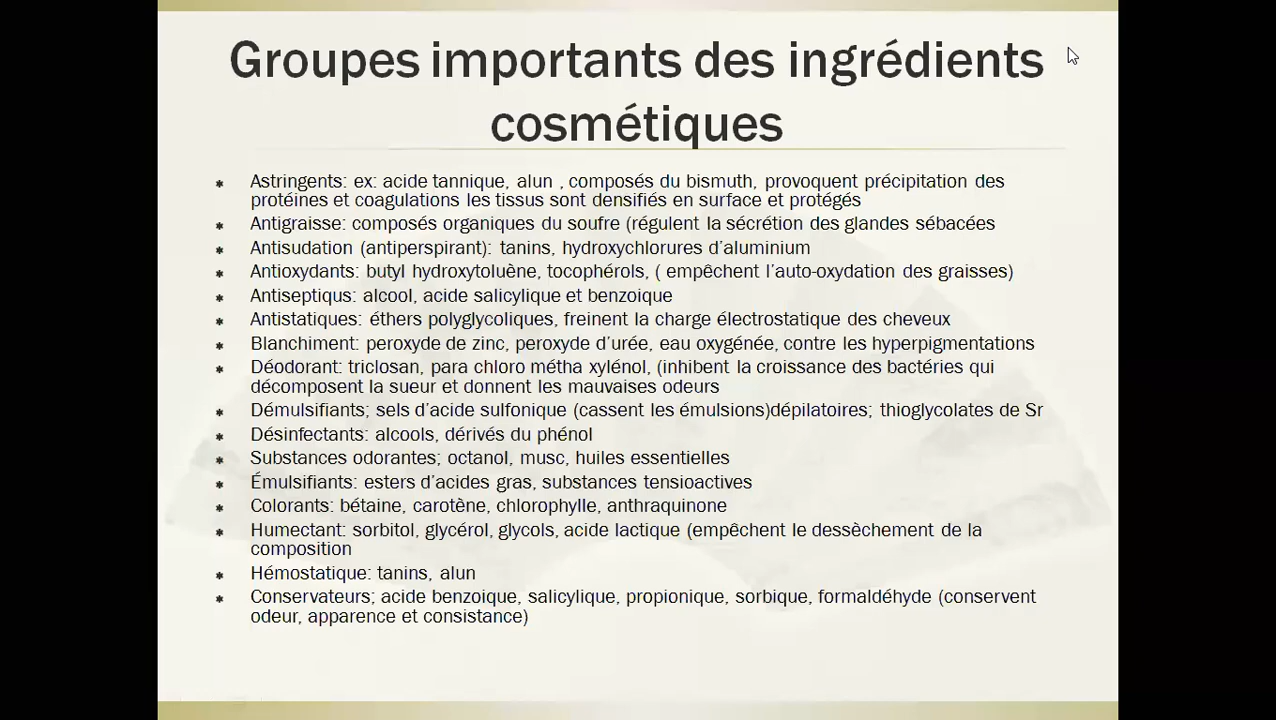 Groupes importants des ingrédients
cosmétiques
Astringents: ex: acide tannique, alun , composés du bismuth, provoquent précipitation des
protéines et coagulations les tissus sont densifiés en surface et protégés
Antigraisse: composés organiques du soufre (régulent la sécrétion des glandes sébacées
Antisudation (antiperspirant): tanins, hydroxychlorures d'aluminium
Antioxydants: butyl hydroxytoluène, tocophérols, ( empêchent l'auto-oxydation des graisses)
Antiseptiqus: alcool, acide salicylique et benzoique
Antistatiques: éthers polyglycoliques, freinent la charge électrostatique des cheveux
Blanchiment: peroxyde de zinc, peroxyde d'urée, eau oxygénée, contre les hyperpigmentations
Déodorant: triclosan, para chloro métha xylénol, (inhibent la croissance des bactéries qui
décomposent la sueur et donnent les mauvaises odeurs
Démulsifiants; sels d'acide sulfonique (cassent les émulsions)dépilatoires; thioglycolates de Sr
Désinfectants: alcools, dérivés du phénol
Substances odorantes; octanol, musc, huiles essentielles
Émulsifiants: esters d'acides gras, substances tensioactives
Colorants: bétaine, carotène, chlorophylle, anthraquinone
Humectant: sorbitol, glycérol, glycols, acide lactique (empêchent le dessèchement de la
composition
Hémostatique: tanins, alun
Conservateurs; acide benzoique, salicylique, propionique, sorbique, formaldéhyde (conservent
odeur, apparence et consistance)